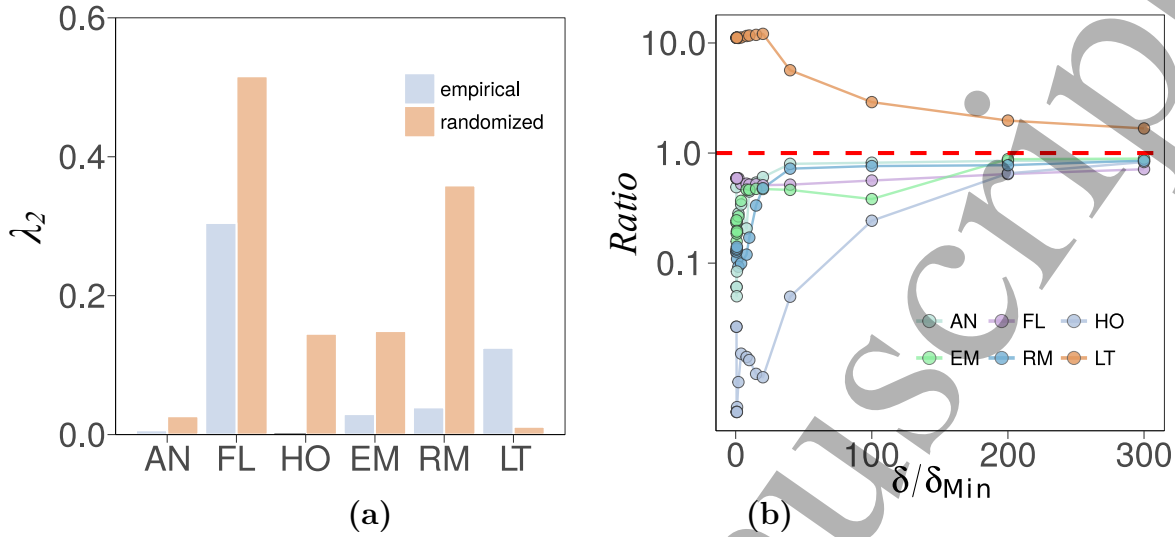 0.6
0.4
0.2
0.0
λ2
empirical
randomized
AN FL HO EM RM LT
(a)
10.0
1.0
0.1
Ratio
AN FL HO
EM RM LT
0 100 200 300
δ/δMin
(b)
uscrip